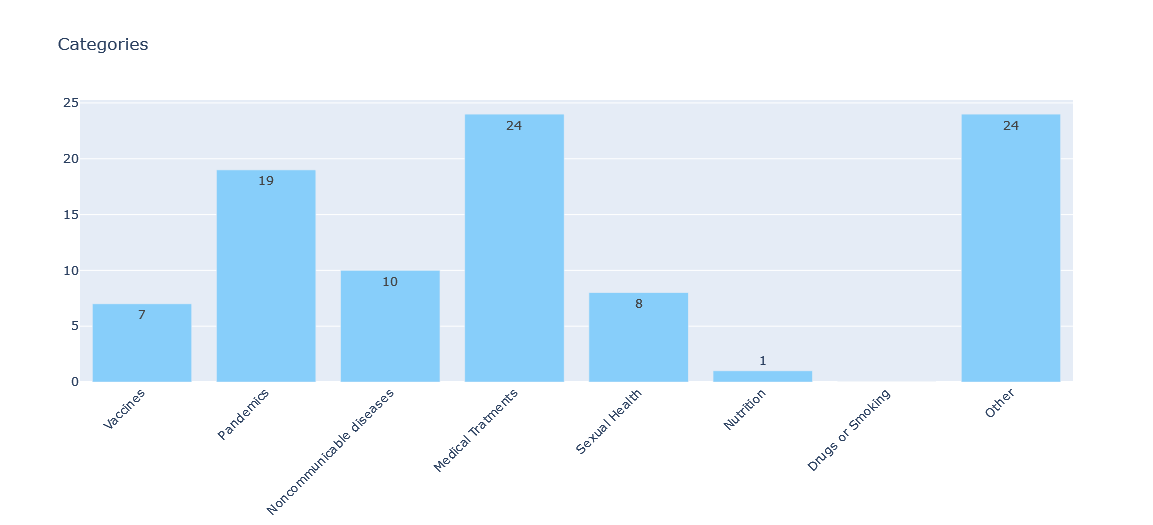 Categories
25
20
15
10
5
0
7
19
10
24
8
1
24
Vaccines
Pandemics
Noncommunicable diseases
Medical Tratments
Sexual Health
Nutrition
Drugs or Smoking
Other